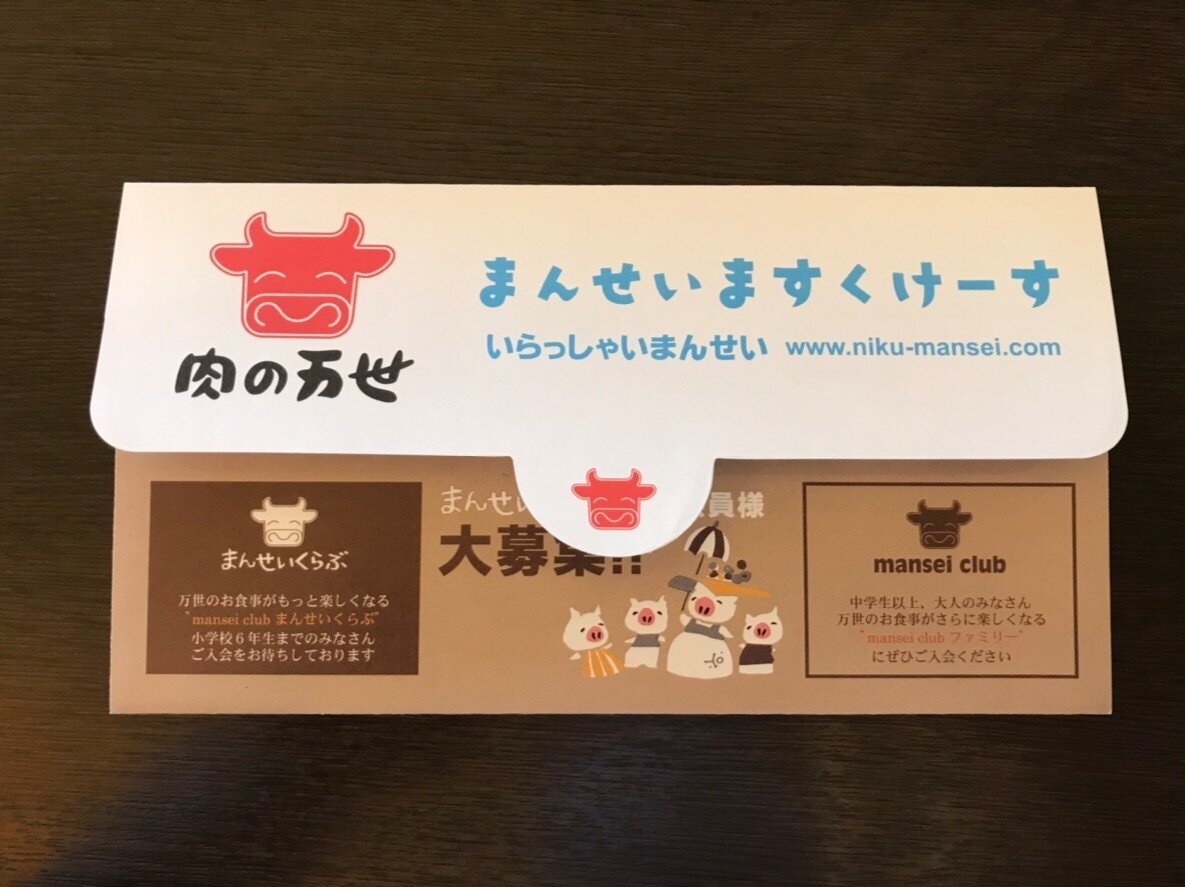 肉の万世
まんせいますくけーす
いらっしゃいまんせい www.niku-mansei.com
まんせい
員様
大募集!!
まんせいくらぶ
万世のお食事がもっと楽しくなる
"mansei club まんせいくらぶ"
小学校6年生までのみなさん
ご入会をお待ちしております
mansei club
中学生以上、大人のみなさん
万世のお食事がさらに楽しくなる
"mansei club ファミリー"
にぜひご入会ください